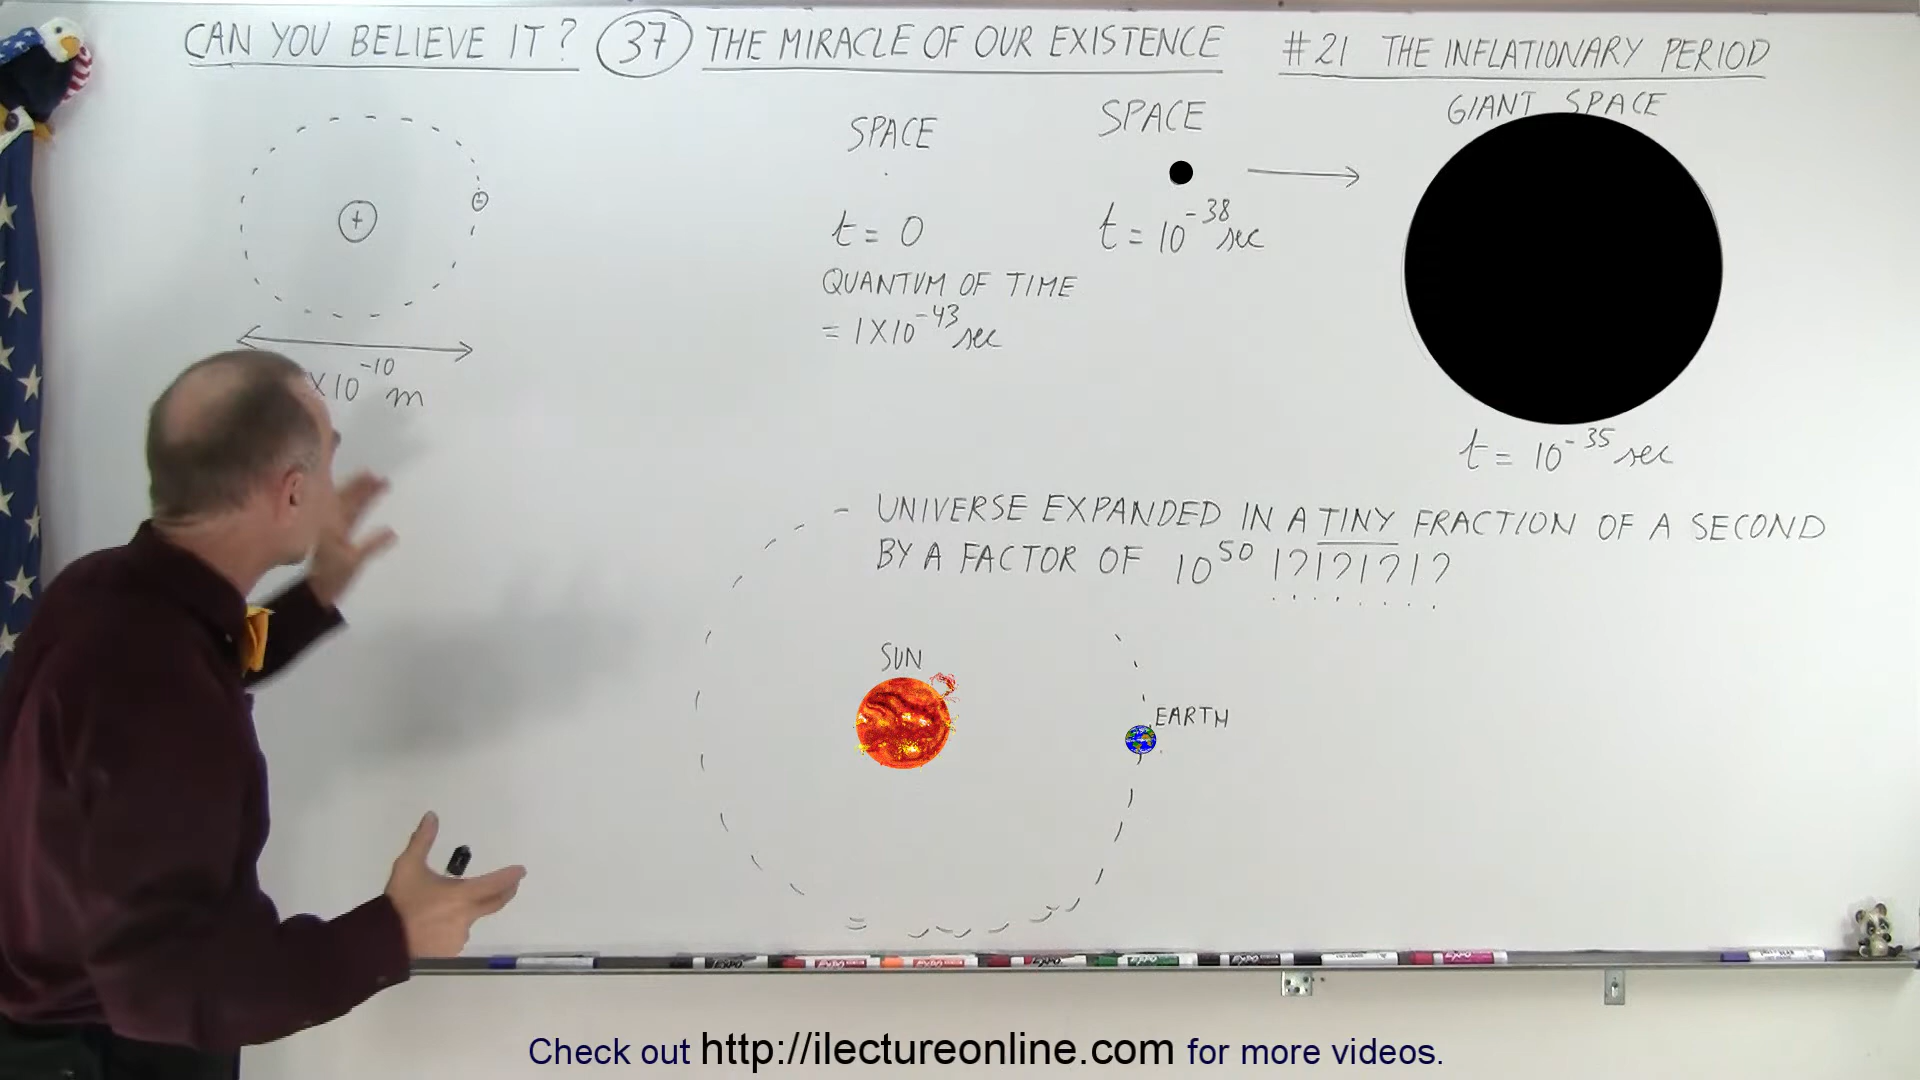 CAN YOU BELIEVE IT? 37 THE MIRACLE OF OUR EXISTENCE #21 THE INFLATIONARY PERIOD
SPACE
t = 0
QUANTUM OF TIME
= 1X10⁻⁴³ sec
SPACE
t = 10⁻³⁸ sec
GIANT SPACE
t = 10⁻³⁵ sec
+
-
X10⁻¹⁰ m
- UNIVERSE EXPANDED IN A TINY FRACTION OF A SECOND
BY A FACTOR OF 10⁵⁰ !?!?!?!?
SUN
EARTH
Check out http://ilectureonline.com for more videos.